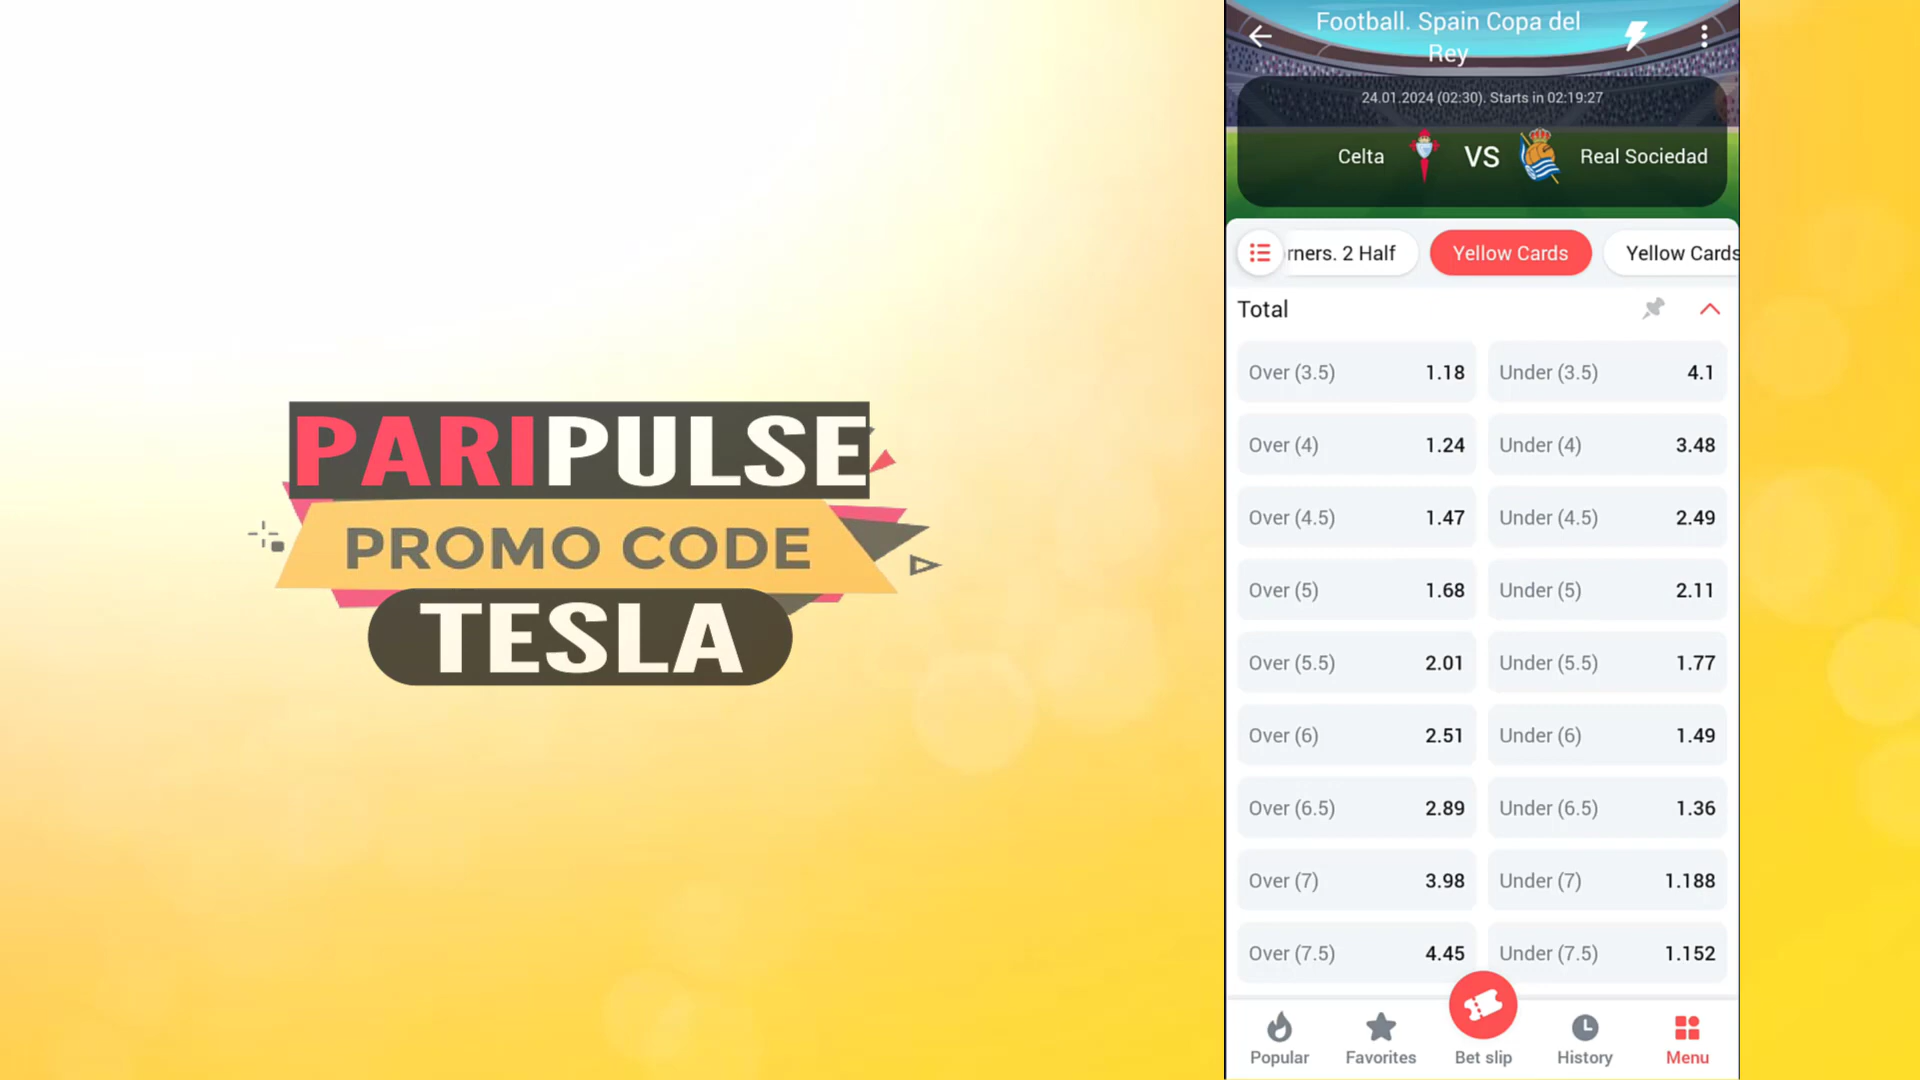 PARIPULSE
PROMO CODE
TESLA
Football. Spain Copa del
Rey
24.01.2024 (02:30). Starts in 02:19:27
Celta VS Real Sociedad
rners. 2 Half Yellow Cards Yellow Cards
Total
Over (3.5) 1.18 Under (3.5) 4.1
Over (4) 1.24 Under (4) 3.48
Over (4.5) 1.47 Under (4.5) 2.49
Over (5) 1.68 Under (5) 2.11
Over (5.5) 2.01 Under (5.5) 1.77
Over (6) 2.51 Under (6) 1.49
Over (6.5) 2.89 Under (6.5) 1.36
Over (7) 3.98 Under (7) 1.188
Over (7.5) 4.45 Under (7.5) 1.152
Popular Favorites Bet slip History Menu